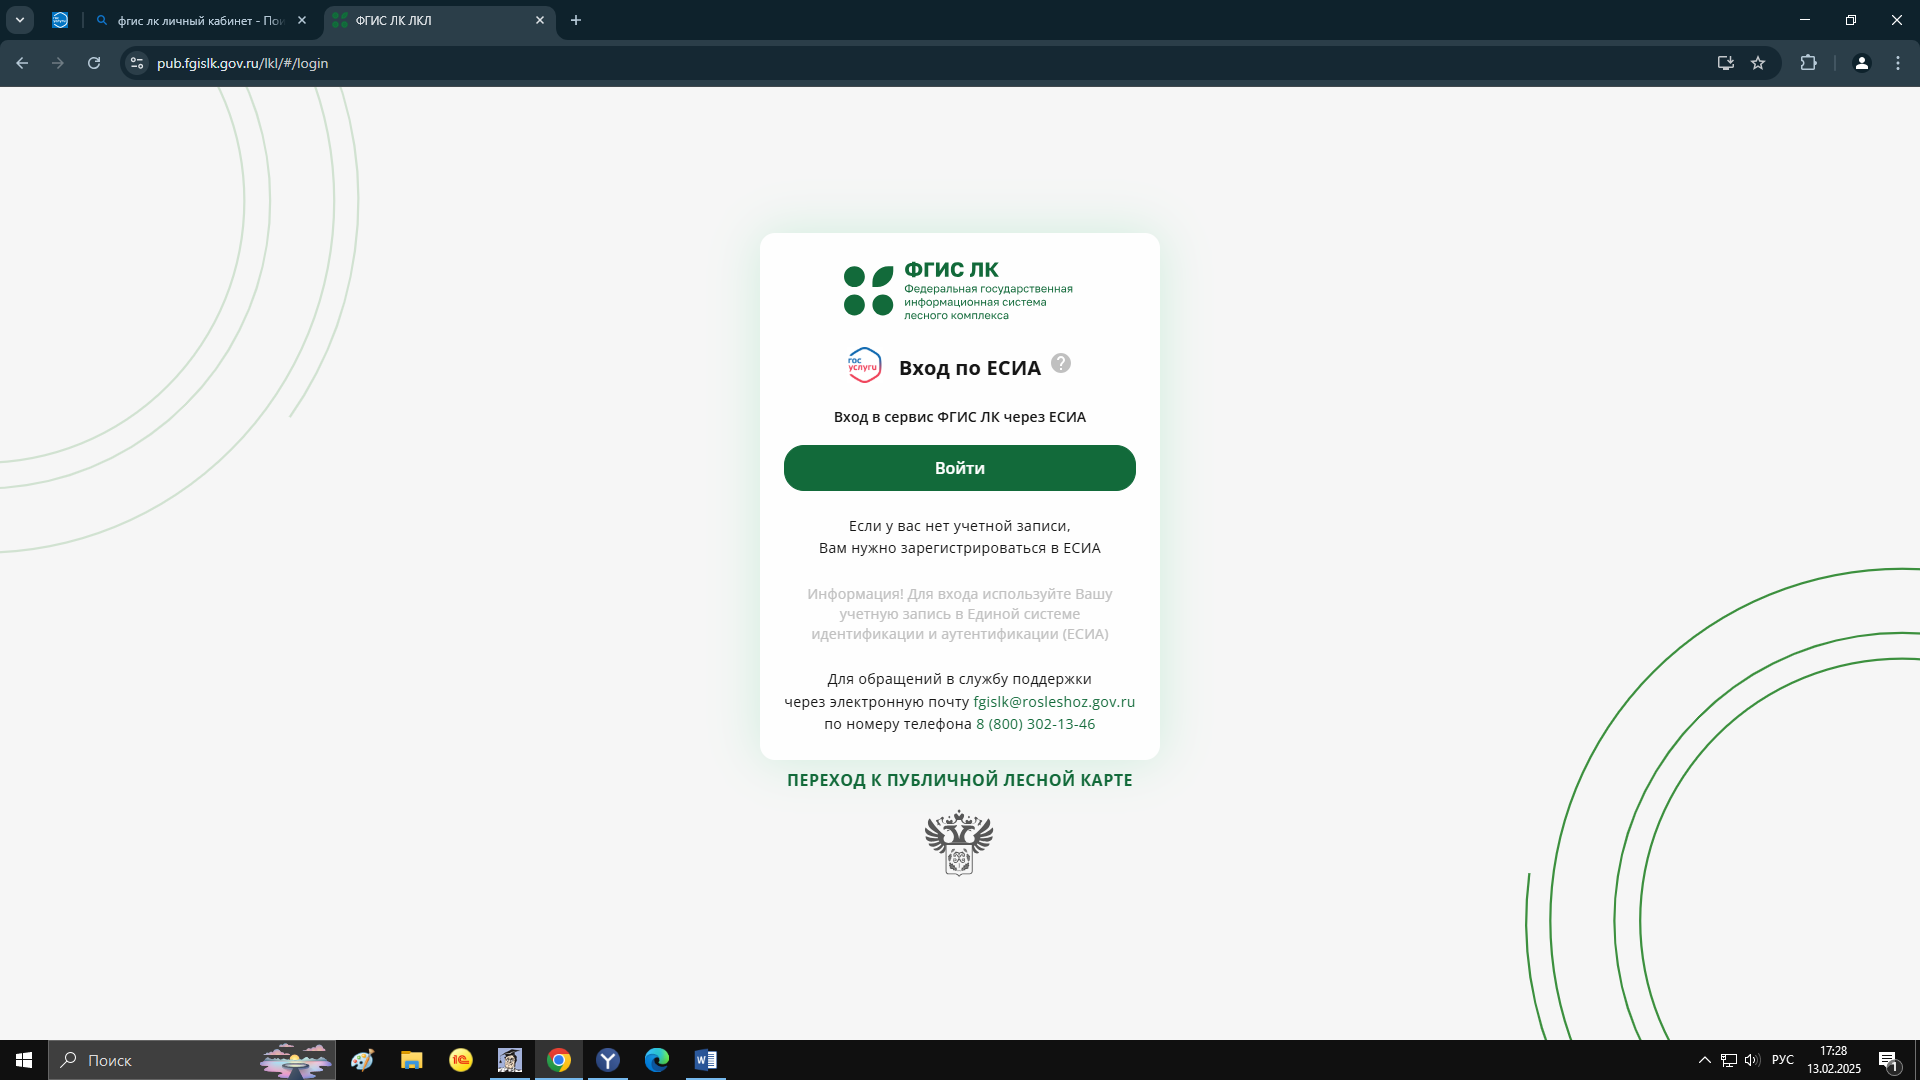 фгис лк личный кабинет - Пои
ФГИС ЛК ЛКЛ
pub.fgislk.gov.ru/lkl/#/login
ФГИС ЛК
Федеральная государственная
информационная система
лесного комплекса
гос
услуги
Вход по ЕСИА
?
Вход в сервис ФГИС ЛК через ЕСИА
Войти
Если у вас нет учетной записи,
Вам нужно зарегистрироваться в ЕСИА
Информация! Для входа используйте Вашу
учетную запись в Единой системе
идентификации и аутентификации (ЕСИА)
Для обращений в службу поддержки
через электронную почту fgislk@rosleshoz.gov.ru
по номеру телефона 8 (800) 302-13-46
ПЕРЕХОД К ПУБЛИЧНОЙ ЛЕСНОЙ КАРТЕ
Поиск
РУС
17:28
13.02.2025
1